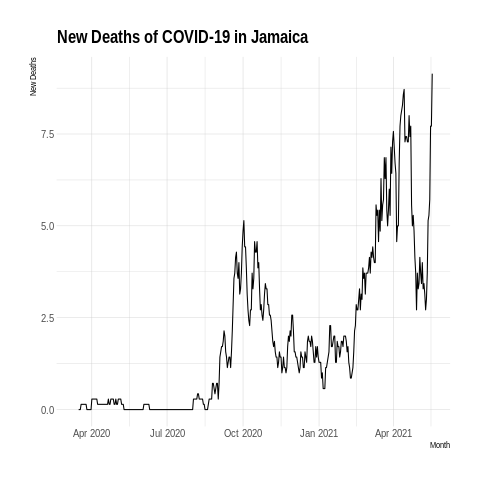 New Deaths of COVID-19 in Jamaica
New Deaths
7.5
5.0
2.5
0.0
Apr 2020 Jul 2020 Oct 2020 Jan 2021 Apr 2021
Month